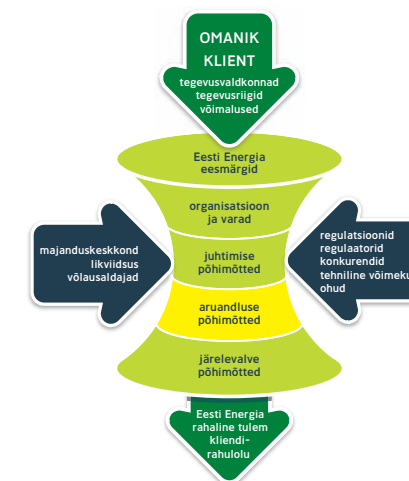 OMANIK
KLIENT
tegevusvaldkonnad
tegevusriigid
võimalused
Eesti Energia
eesmärgid
organisatsioon
ja varad
majanduskeskkond
likviidsus
võlausaldajad
juhtimise
põhimõtted
regulatsioonid
regulaatorid
konkurendid
tehniline
ohud
aruandluse
põhimõtted
järelevalve
põhimõtted
Eesti Energia
rahaline tulem
kliendi-
rahulolu